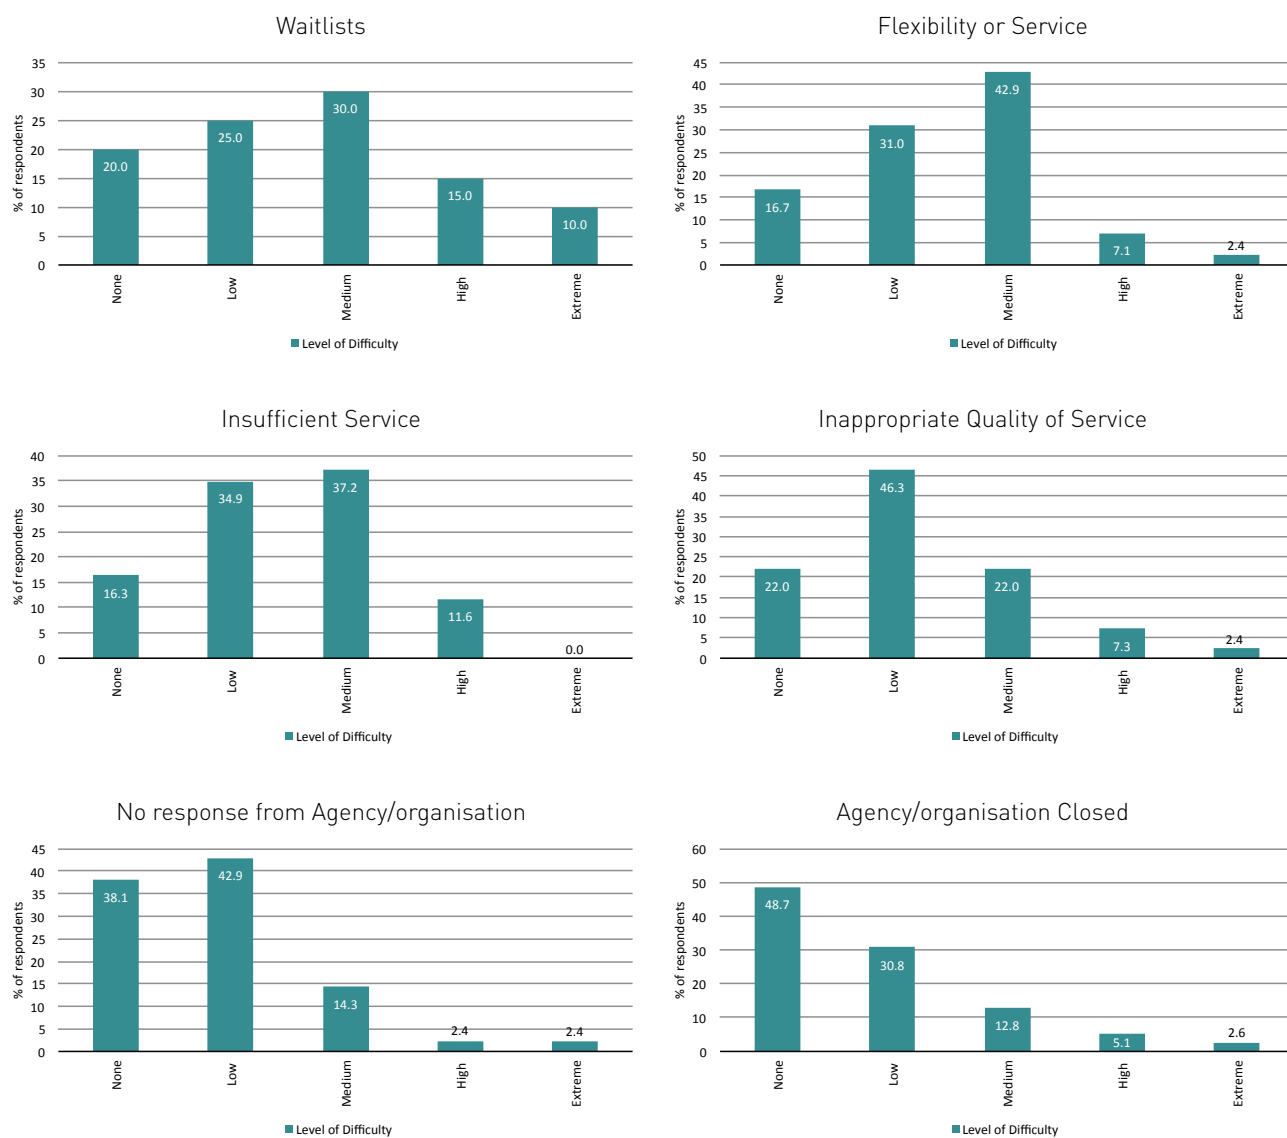 Waitlists
35
30
25
20
15
10
5
0
% of respondents
20.0
25.0
30.0
15.0
10.0
None
Low
Medium
High
Extreme
Level of Difficulty
Flexibility or Service
45
40
35
30
25
20
15
10
5
0
% of respondents
16.7
31.0
42.9
7.1
2.4
None
Low
Medium
High
Extreme
Level of Difficulty
Insufficient Service
40
35
30
25
20
15
10
5
0
% of respondents
16.3
34.9
37.2
11.6
0.0
None
Low
Medium
High
Extreme
Level of Difficulty
Inappropriate Quality of Service
50
45
40
35
30
25
20
15
10
5
0
% of respondents
22.0
46.3
22.0
7.3
2.4
None
Low
Medium
High
Extreme
Level of Difficulty
No response from Agency/organisation
45
40
35
30
25
20
15
10
5
0
% of respondents
38.1
42.9
14.3
2.4
2.4
None
Low
Medium
High
Extreme
Level of Difficulty
Agency/organisation Closed
60
50
40
30
20
10
0
% of respondents
48.7
30.8
12.8
5.1
2.6
None
Low
Medium
High
Extreme
Level of Difficulty